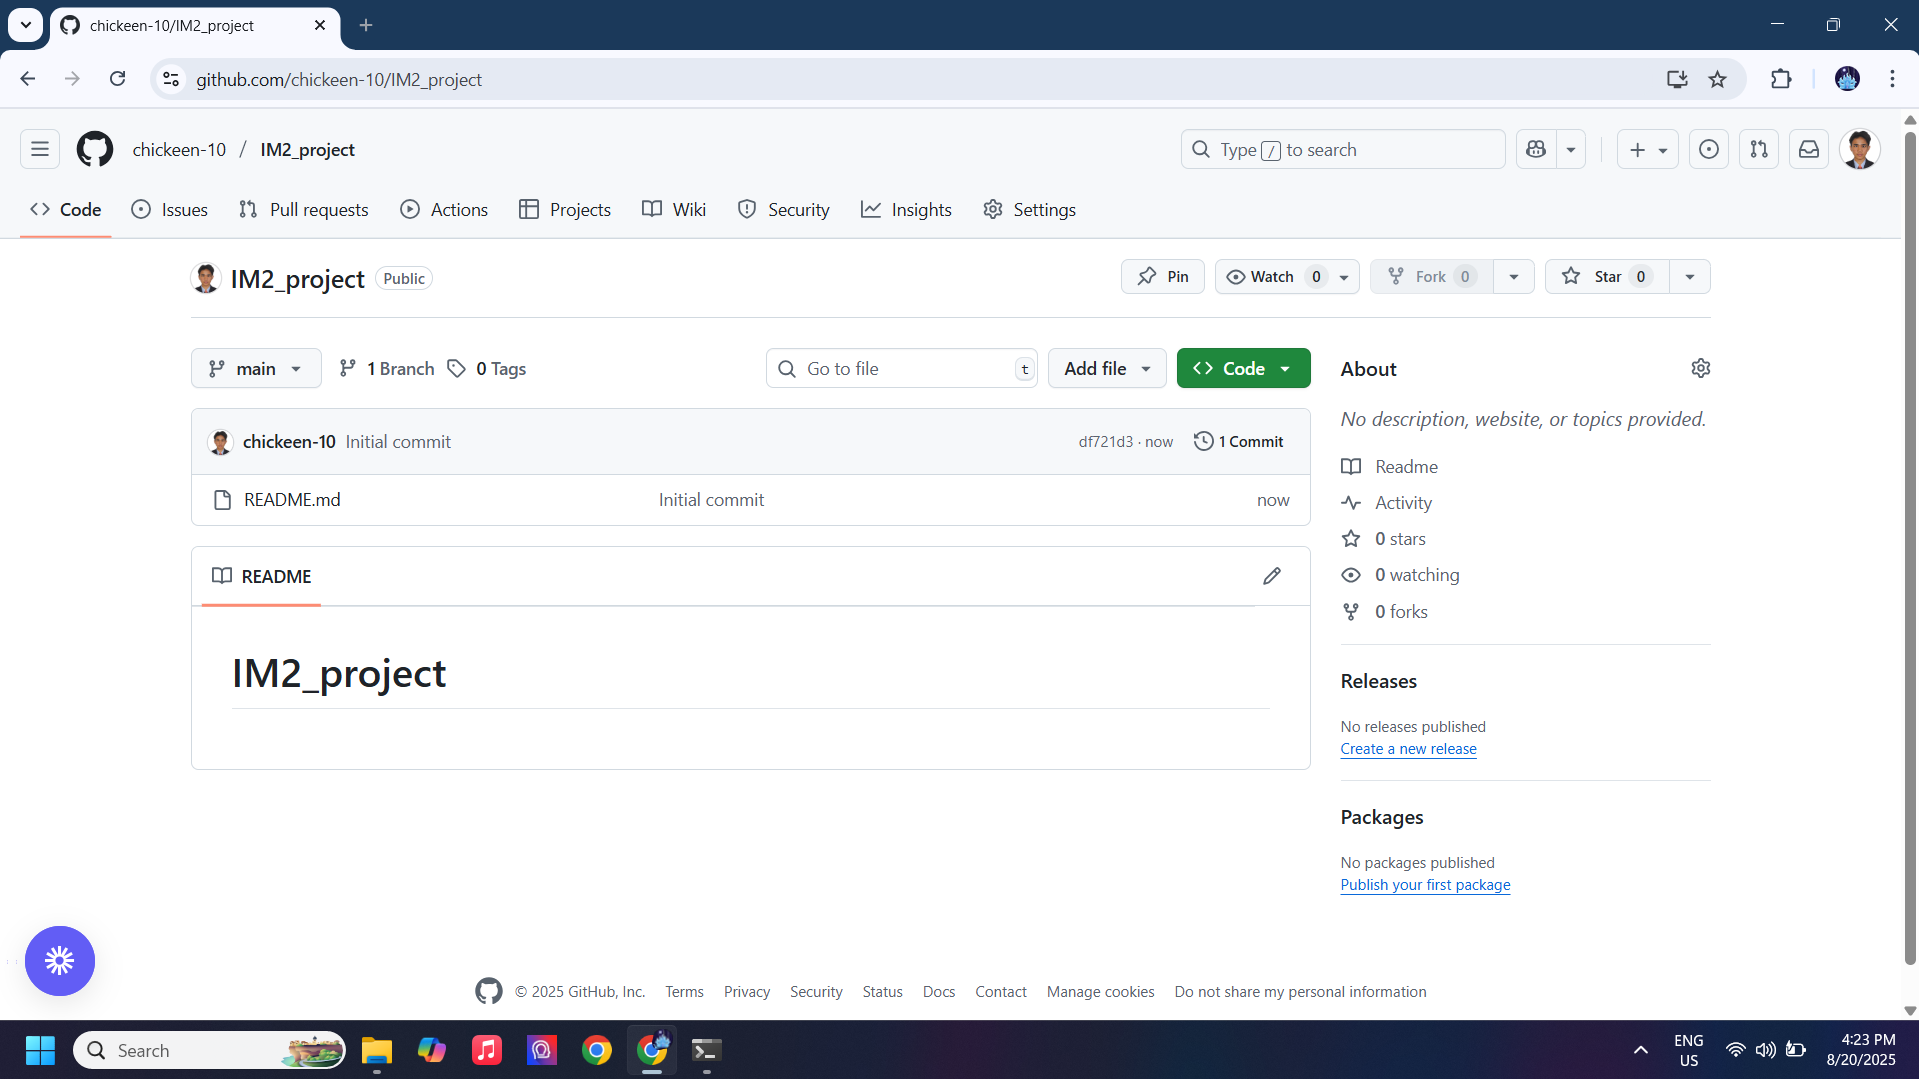 chickeen-10/IM2_project
github.com/chickeen-10/IM2_project
chickeen-10 / IM2_project
Type / to search
Code Issues Pull requests Actions Projects Wiki Security Insights Settings
IM2_project Public
Pin Watch 0 Fork 0 Star 0
main 1 Branch 0 Tags Go to file t Add file Code
chickeen-10 Initial commit df721d3 · now 1 Commit
README.md Initial commit now
README
IM2_project
About
No description, website, or topics provided.
Readme
Activity
0 stars
0 watching
0 forks
Releases
No releases published
Create a new release
Packages
No packages published
Publish your first package
© 2025 GitHub, Inc. Terms Privacy Security Status Docs Contact Manage cookies Do not share my personal information
Search
ENG
US
4:23 PM
8/20/2025